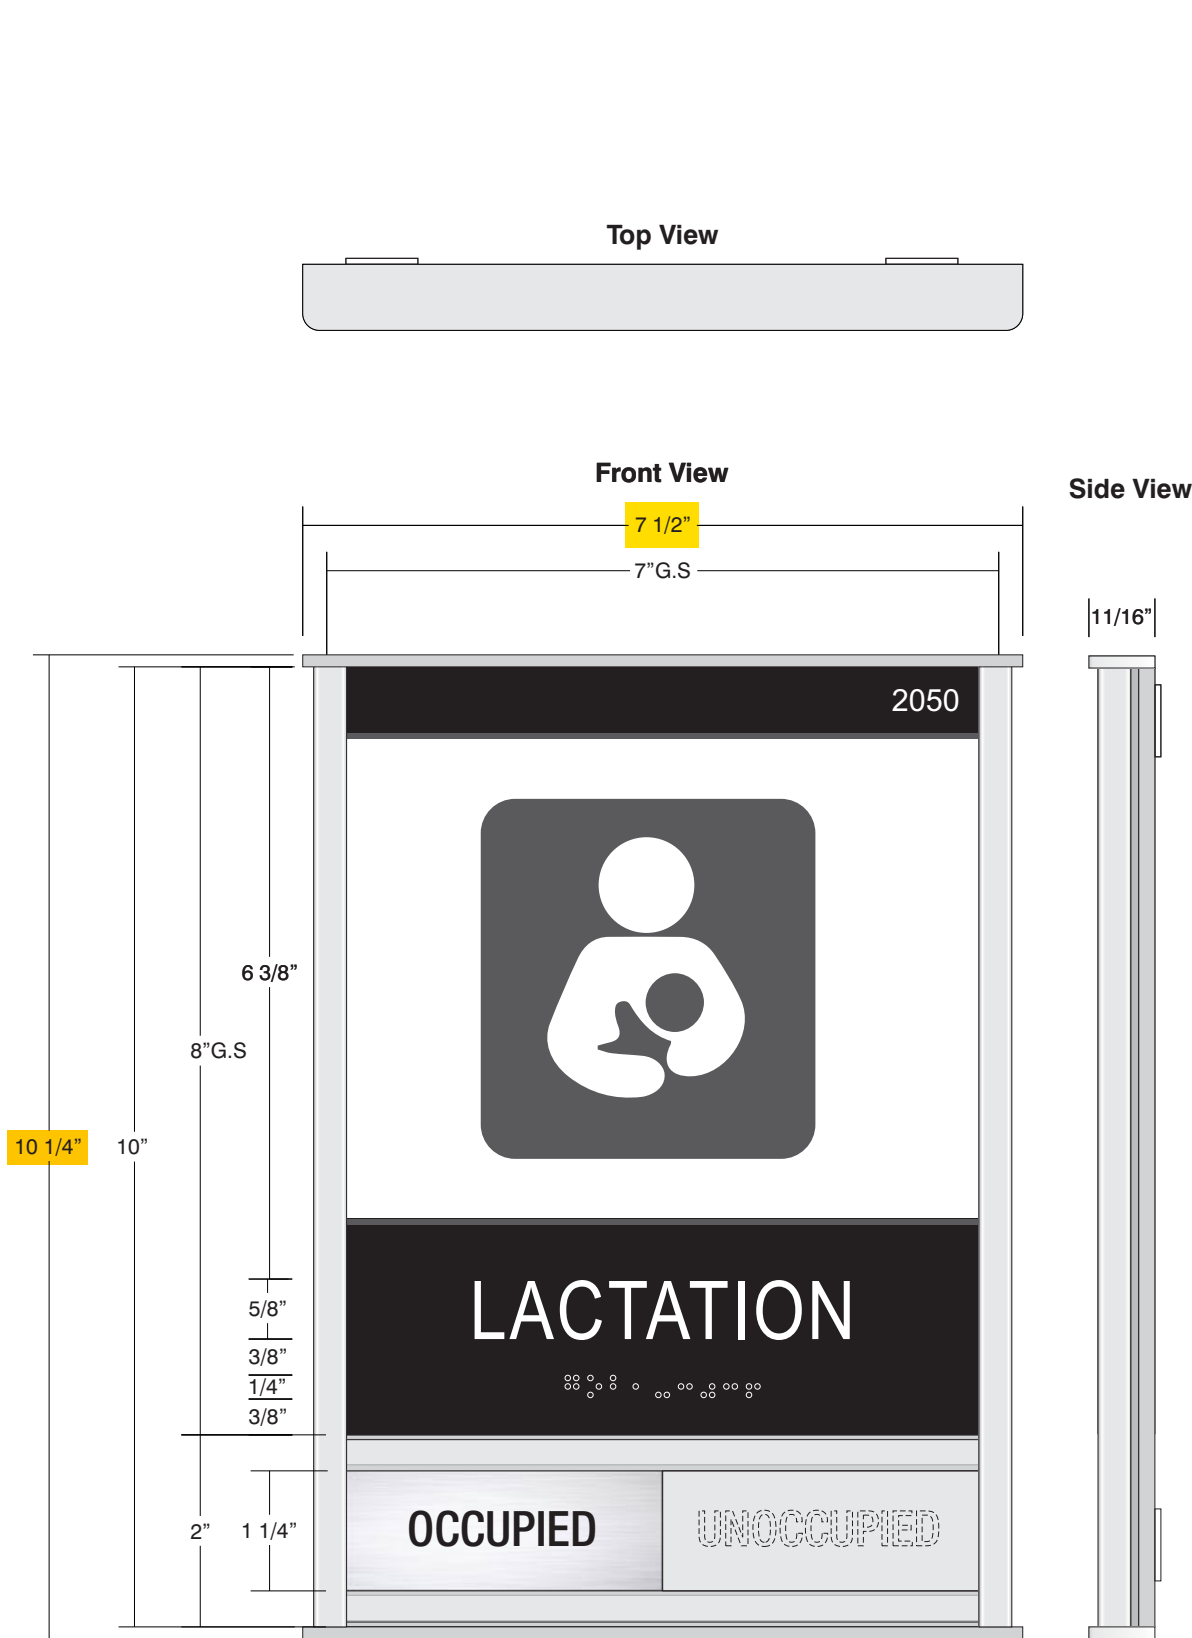 Top View
Front View
Side View
7 1/2”
7”G.S
11/16”
2050
6 3/8”
8”G.S
10 1/4”
10”
5/8”
LACTATION
3/8”
1/4”
3/8”
2”
1 1/4”
OCCUPIED
UNOCCUPIED